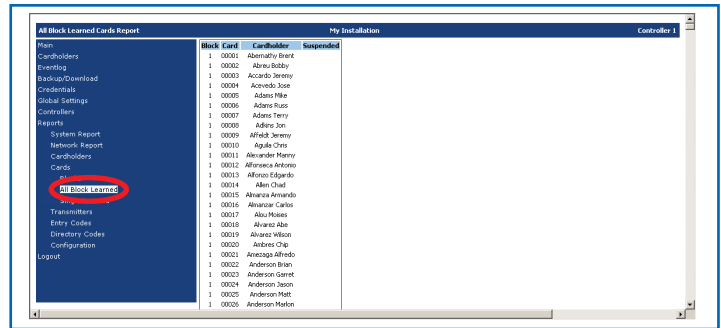 All Block Learned Cards Report My Installation Controller 1
Main
Cardholders
Eventlog
Backup/Download
Credentials
Global Settings
Controllers
Reports
System Report
Network Report
Cardholders
Cards
All Block Learned
Transmitters
Entry Codes
Directory Codes
Configuration
Logout
Block Card Cardholder Suspended
1 00001 Abernathy Brent
1 00002 Abreu Bobby
1 00003 Accardo Jeremy
1 00004 Acevedo Jose
1 00005 Adams Mike
1 00006 Adams Russ
1 00007 Adams Terry
1 00008 Adkins Jon
1 00009 Affeldt Jeremy
1 00010 Aguila Chris
1 00011 Alexander Manny
1 00012 Alfonseca Antonio
1 00013 Alfonzo Edgardo
1 00014 Allen Chad
1 00015 Almanza Armando
1 00016 Almanzar Carlos
1 00017 Alou Moises
1 00018 Alvarez Abe
1 00019 Alvarez Wilson
1 00020 Ambres Chip
1 00021 Amezaga Alfredo
1 00022 Anderson Brian
1 00023 Anderson Garret
1 00024 Anderson Jason
1 00025 Anderson Matt
1 00026 Anderson Marlon